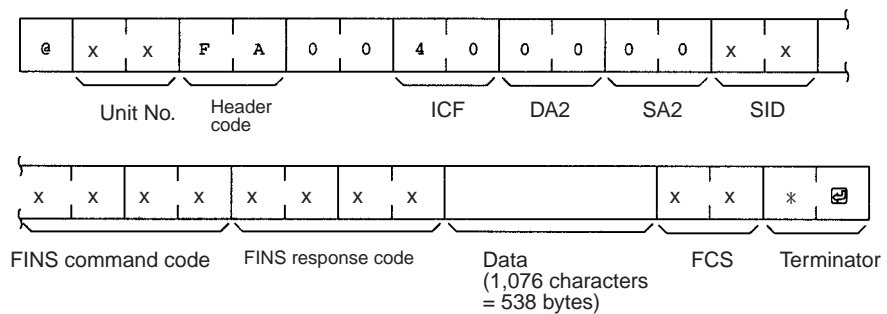 @ x x F A 0 0 4 0 0 0 0 0 x x
Unit No. Header code ICF DA2 SA2 SID
x x x x x x x x x x * ↵
FINS command code FINS response code Data FCS Terminator
(1,076 characters
= 538 bytes)